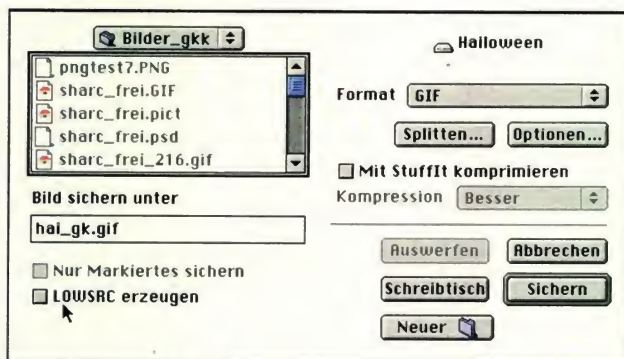 Bilder_gkk
pngtest7.PNG
sharc_frei.GIF
sharc_frei.pict
sharc_frei.psd
sharc_frei_216.gif
Bild sichern unter
hai_gk.gif
Nur Markiertes sichern
LOWSRC erzeugen
Hailoween
Format GIF
Splitten... Optionen...
Mit StuffIt komprimieren
Kompression Besser
Auswerfen Abbrechen
Schreibtisch Sichern
Neuer